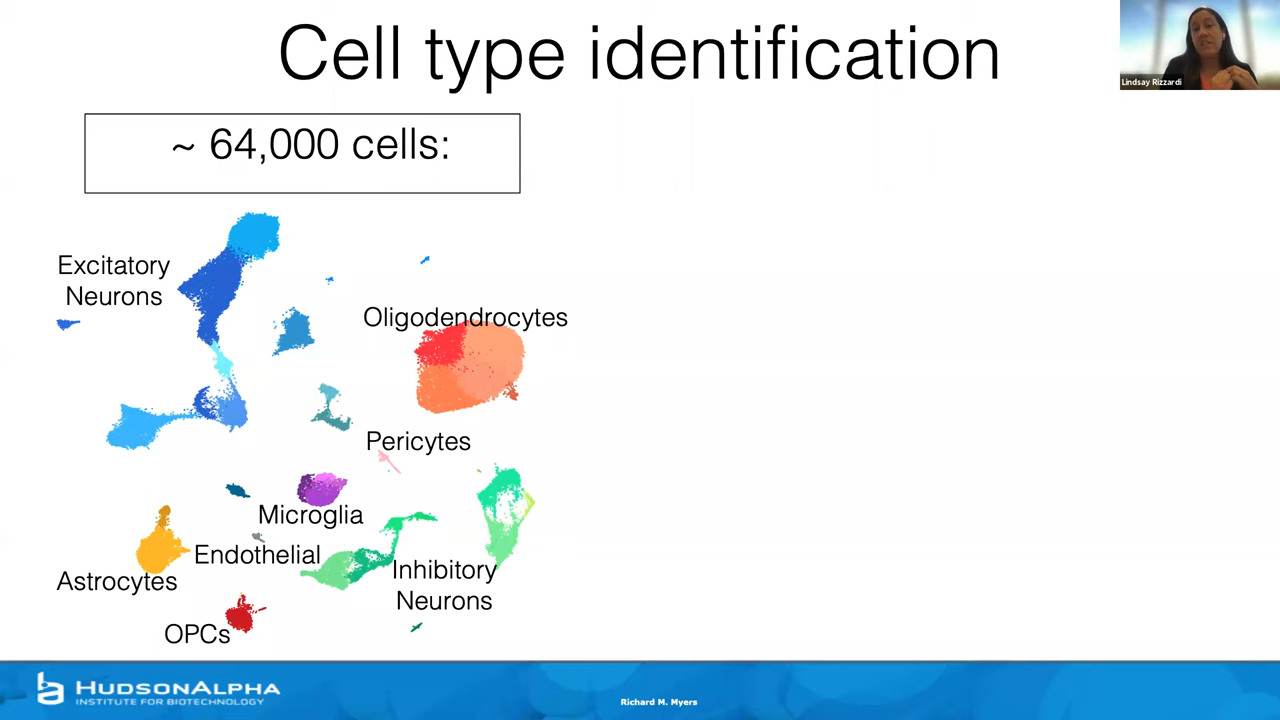 Cell type identification
Lindsay Rizzardi
~ 64,000 cells:
Excitatory
Neurons
Oligodendrocytes
Pericytes
Microglia
Endothelial
Astrocytes
Inhibitory
Neurons
OPCs
HUDSONALPHA
INSTITUTE FOR BIOTECHNOLOGY
Richard M. Myers